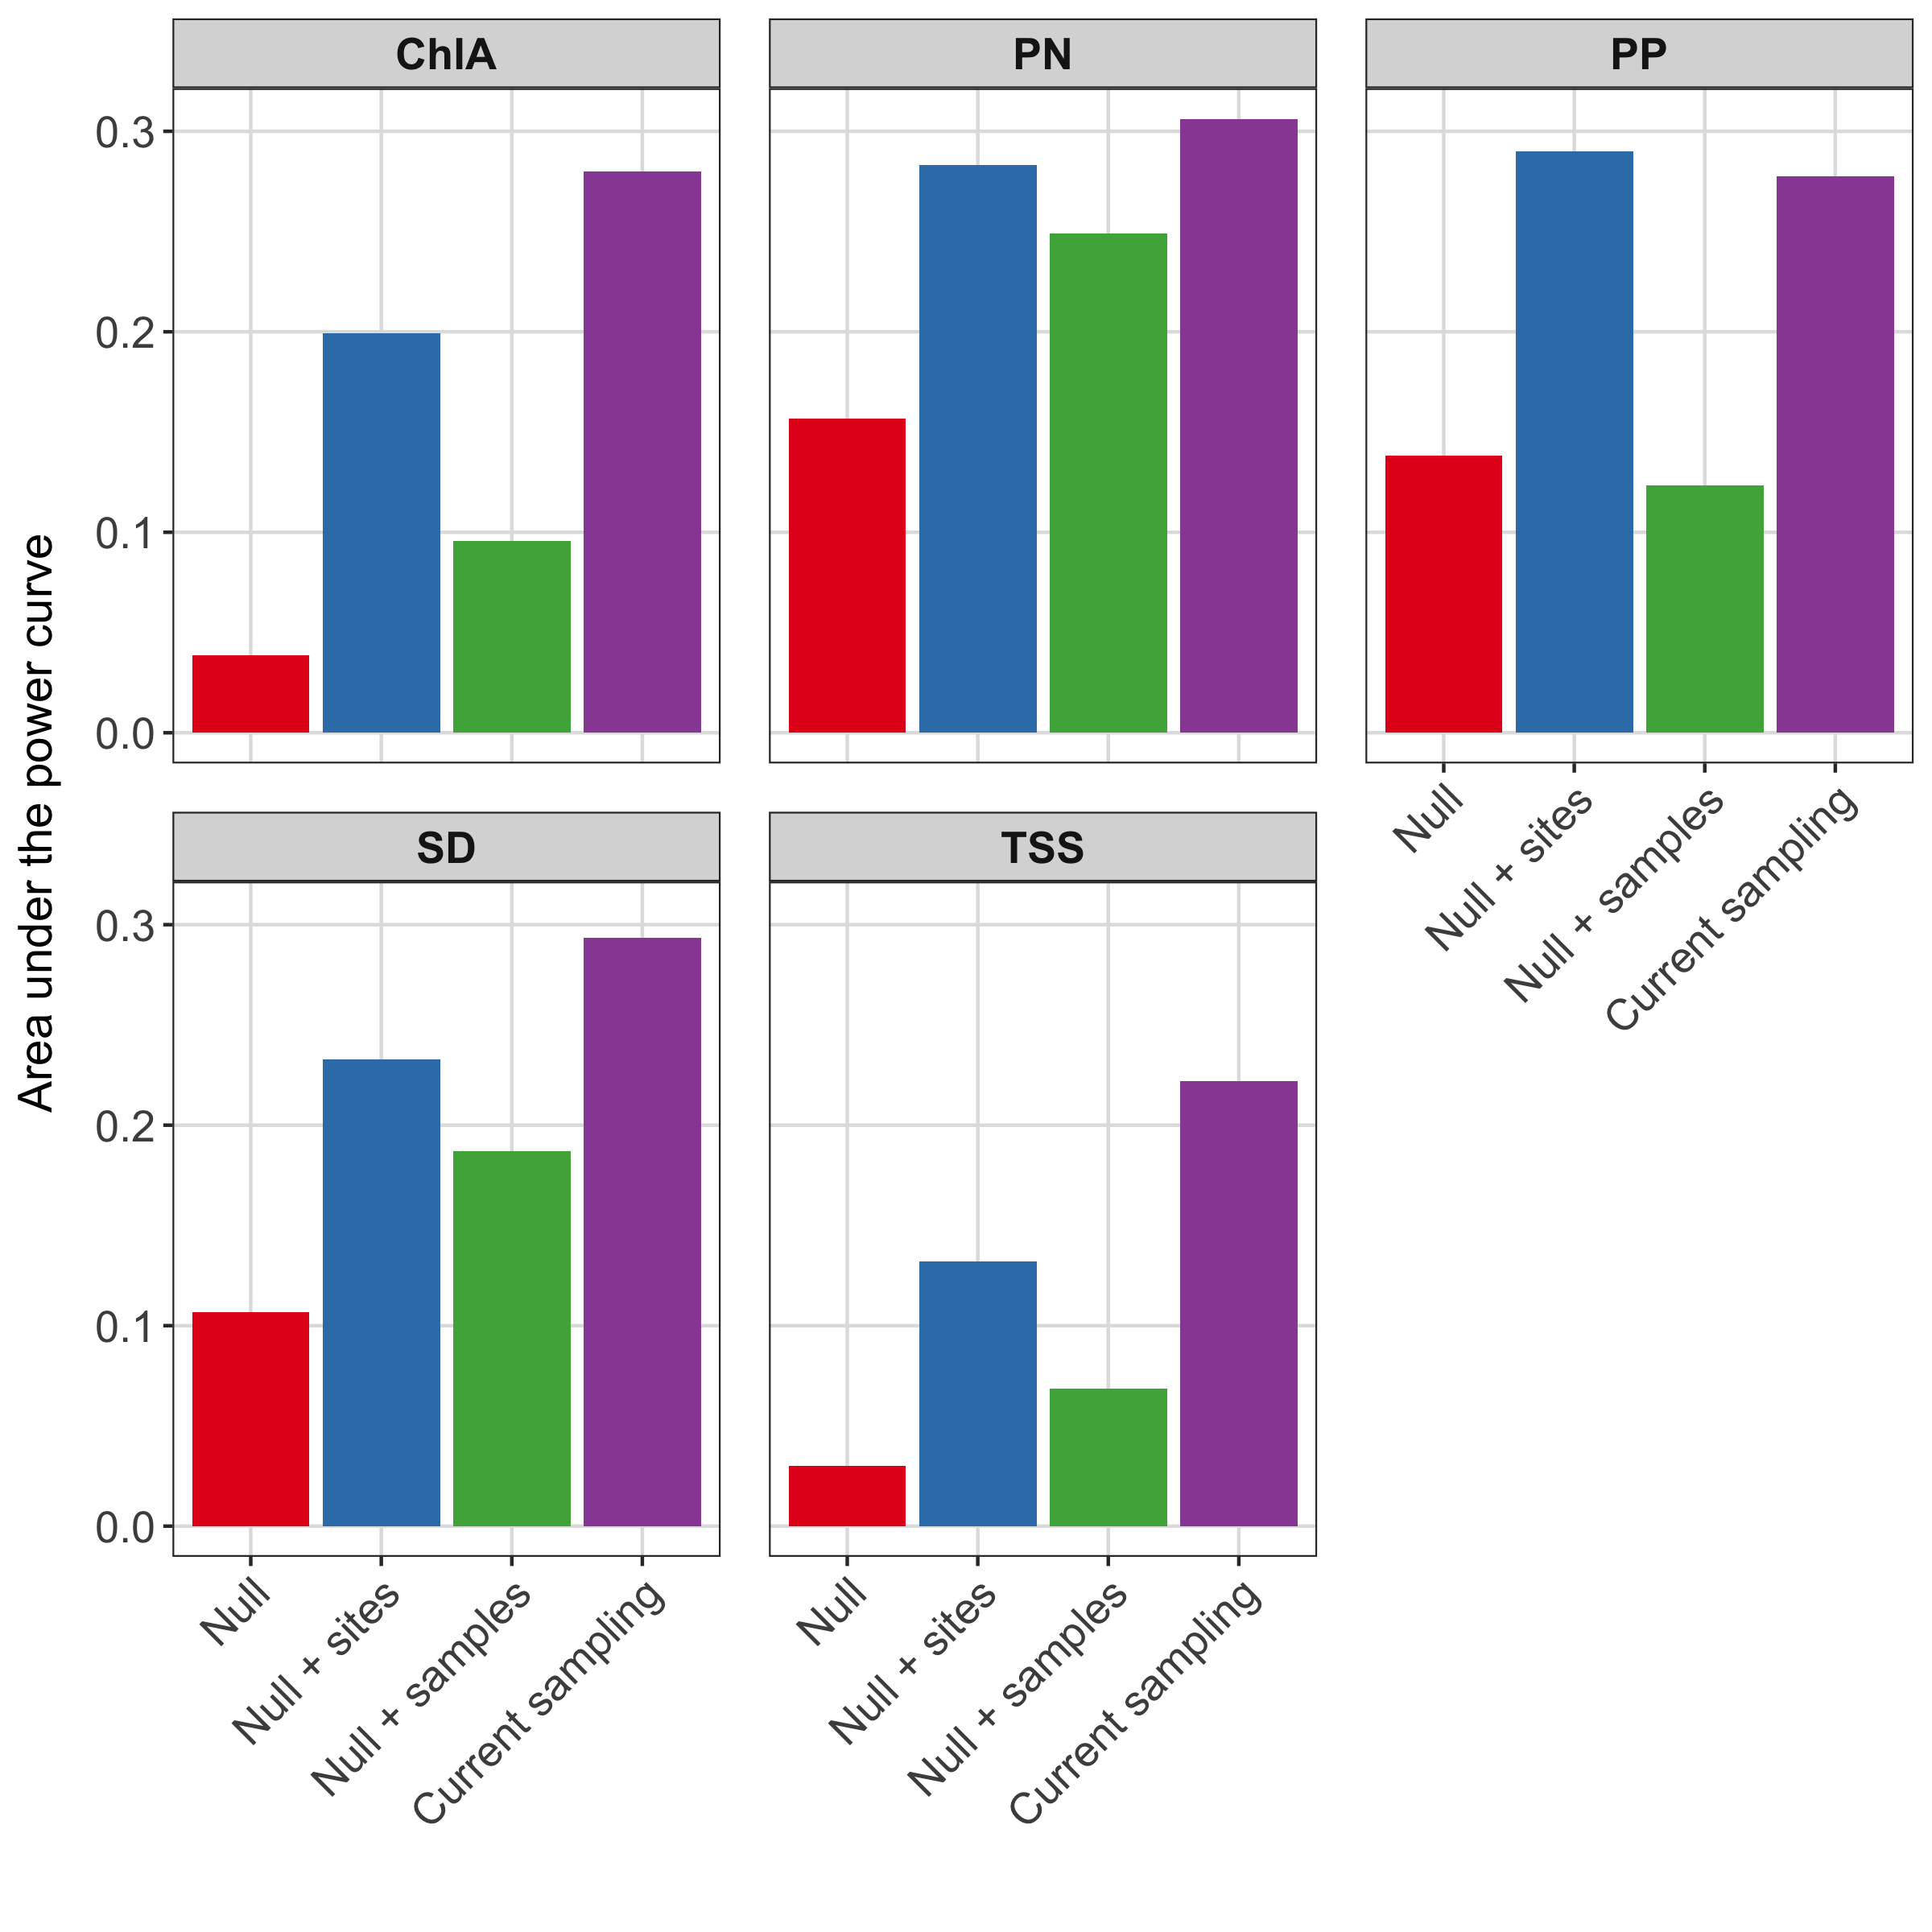 ChlA
PN
PP
0.3
0.2
0.1
0.0
Null
Null + sites
Null + samples
Current sampling
Area under the power curve
SD
TSS
0.3
0.2
0.1
0.0
Null
Null + sites
Null + samples
Current sampling
Null
Null + sites
Null + samples
Current sampling